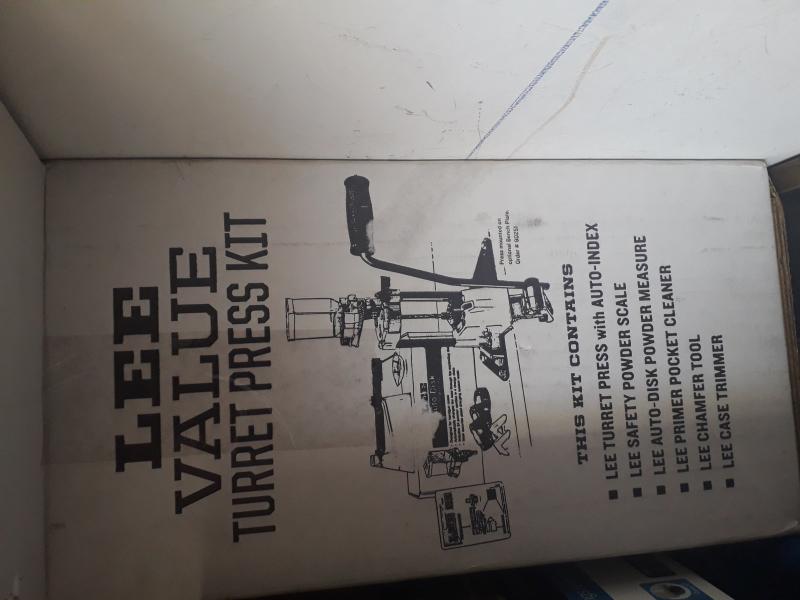 LEE
VALUE
TURRET PRESS KIT
Press mounted on
optional Bench Plate.
Order # 90251
THIS KIT CONTAINS
■ LEE TURRET PRESS with AUTO-INDEX
■ LEE SAFETY POWDER SCALE
■ LEE AUTO-DISK POWDER MEASURE
■ LEE PRIMER POCKET CLEANER
■ LEE CHAMFER TOOL
■ LEE CASE TRIMMER